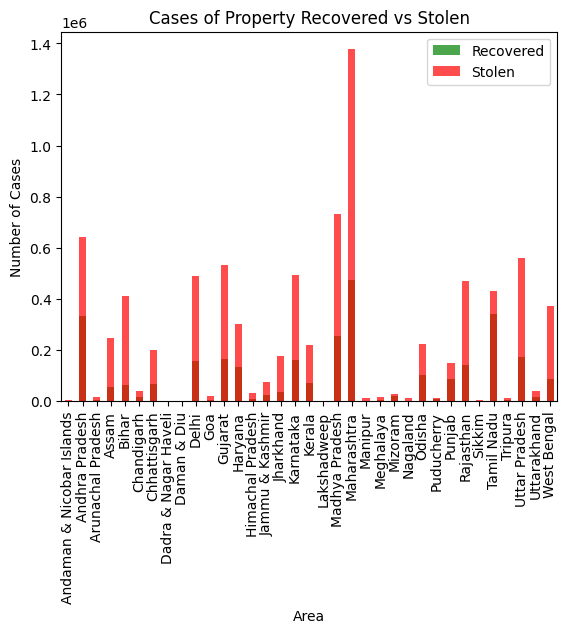 Cases of Property Recovered vs Stolen
1e6
Recovered
Stolen
Number of Cases
1.4
1.2
1.0
0.8
0.6
0.4
0.2
0.0
Andaman & Nicobar Islands
Andhra Pradesh
Arunachal Pradesh
Assam
Bihar
Chandigarh
Chhattisgarh
Dadra & Nagar Haveli
Daman & Diu
Delhi
Goa
Gujarat
Haryana
Himachal Pradesh
Jammu & Kashmir
Jharkhand
Karnataka
Kerala
Lakshadweep
Madhya Pradesh
Maharashtra
Manipur
Meghalaya
Mizoram
Nagaland
Odisha
Puducherry
Punjab
Rajasthan
Sikkim
Tamil Nadu
Tripura
Uttar Pradesh
Uttarakhand
West Bengal
Area